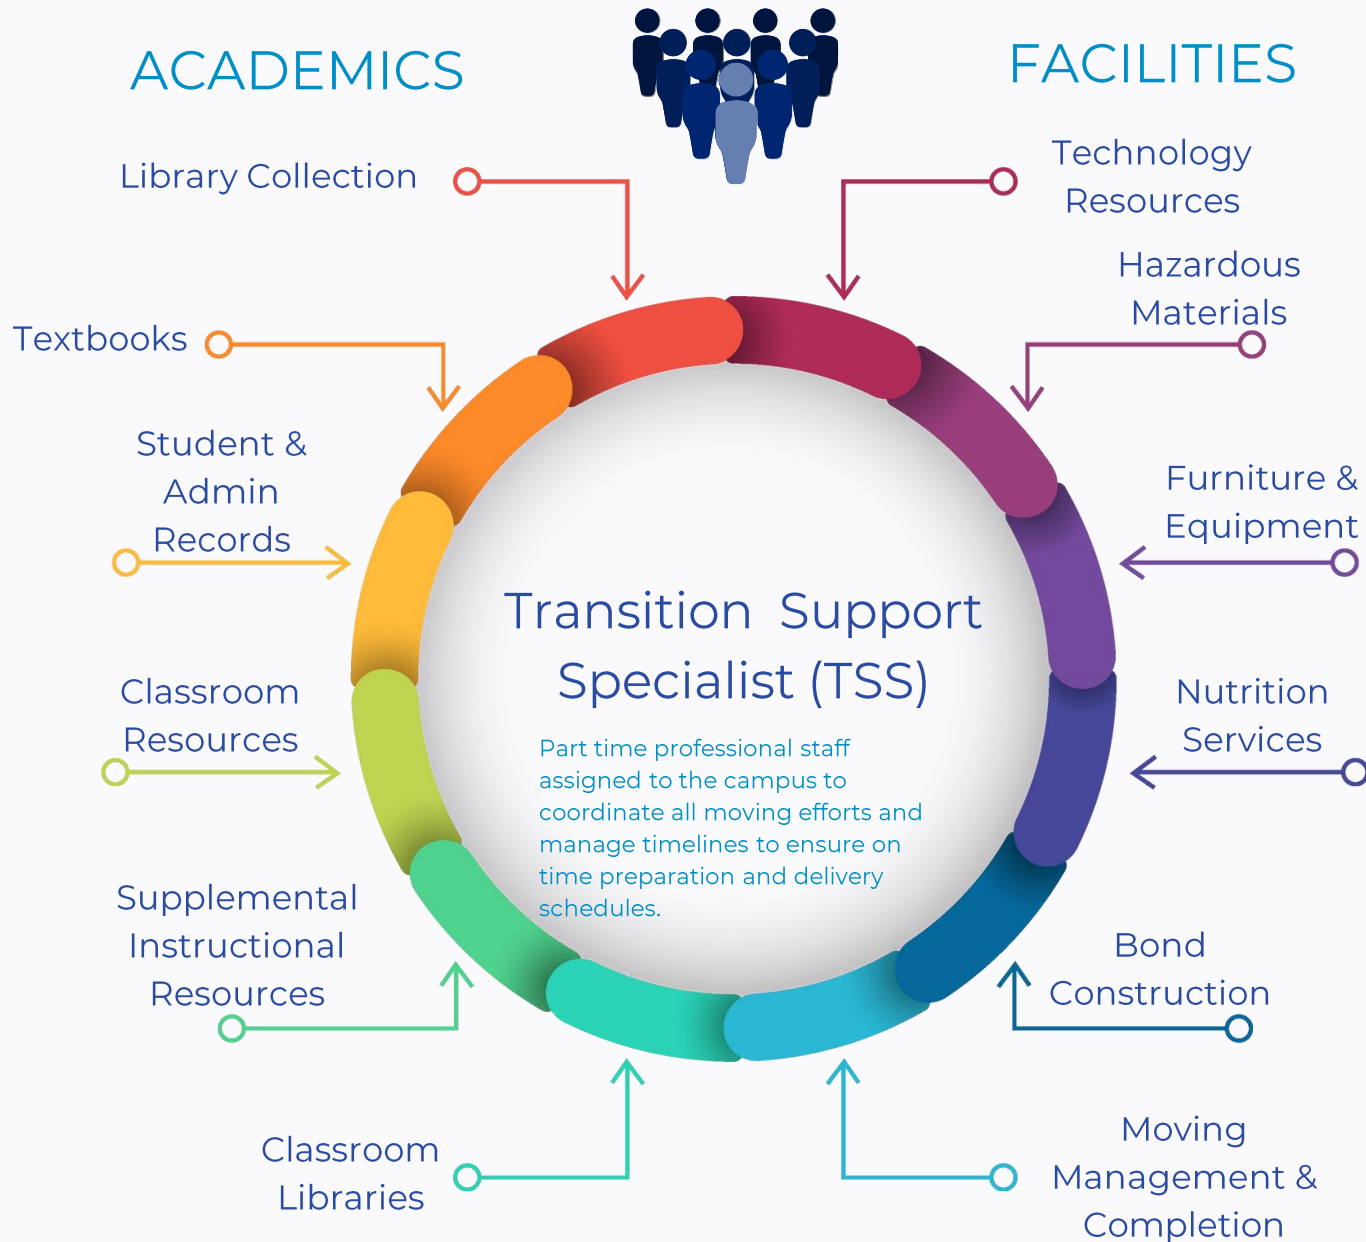 ACADEMICS
Library Collection
Textbooks
Student &
Admin
Records
Classroom
Resources
Supplemental
Instructional
Resources
Classroom
Libraries
FACILITIES
Technology
Resources
Hazardous
Materials
Furniture &
Equipment
Nutrition
Services
Bond
Construction
Moving
Management &
Completion
Transition Support
Specialist (TSS)
Part time professional staff
assigned to the campus to
coordinate all moving efforts and
manage timelines to ensure on
time preparation and delivery
schedules.